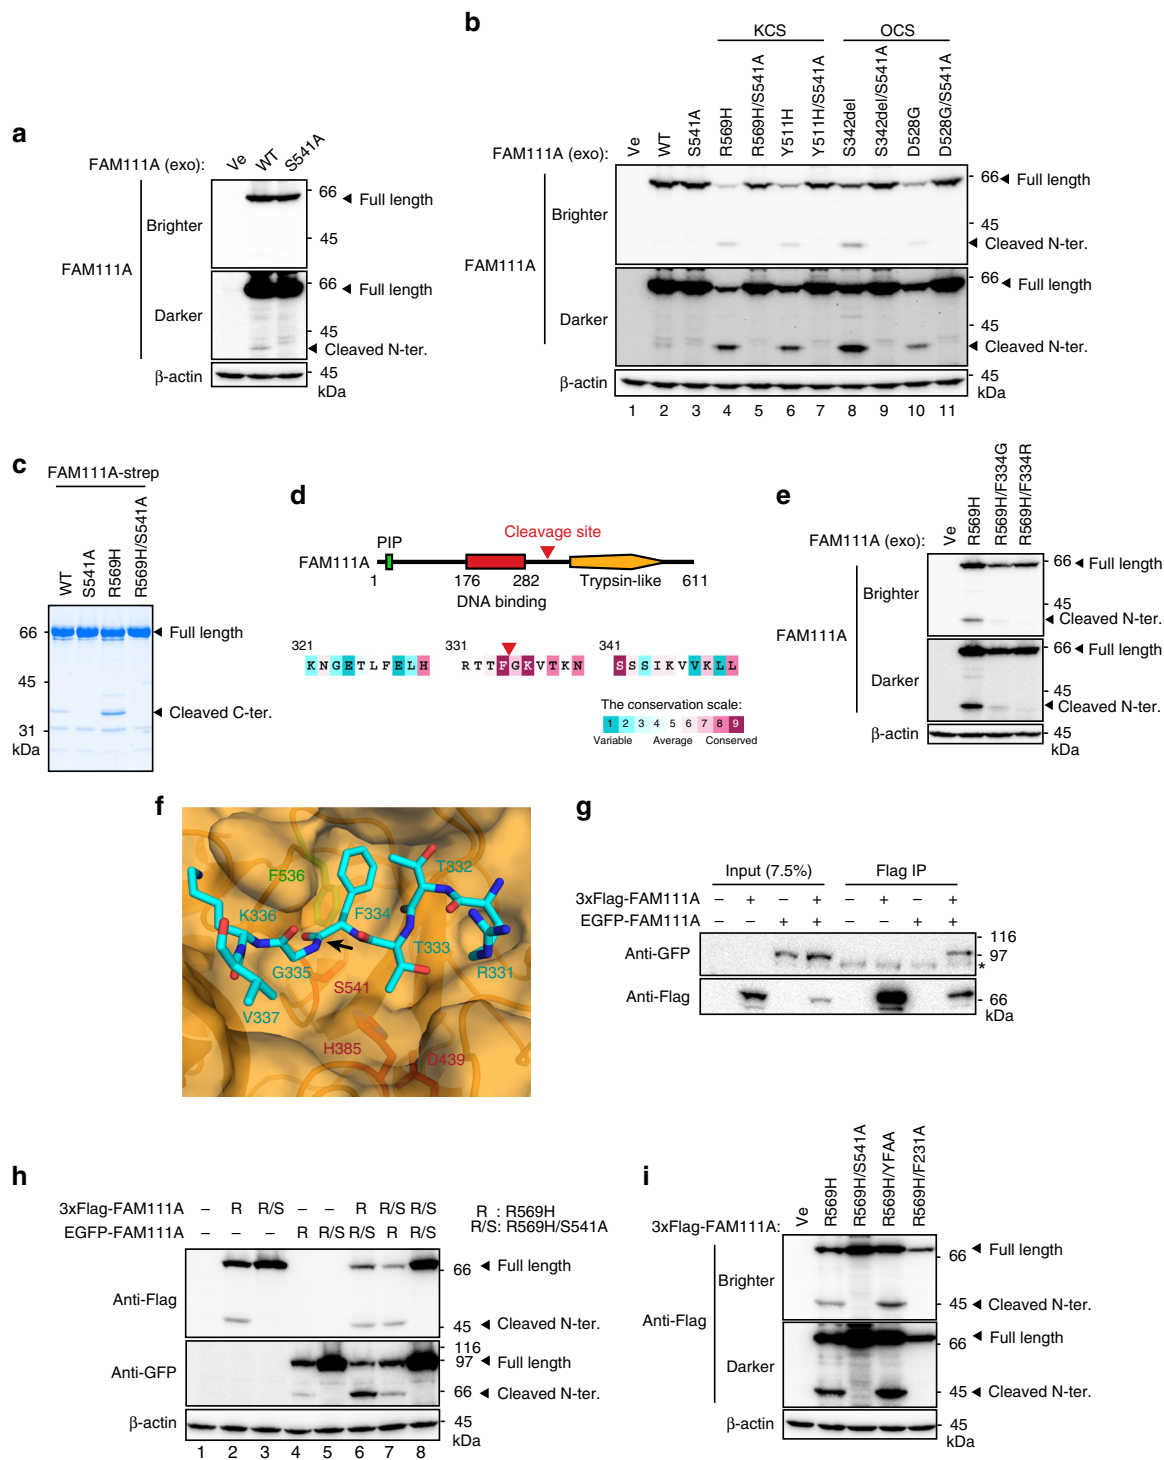 a
FAM111A (exo): Ve WT S541A
FAM111A
Brighter
66 Full length
45
Darker
66 Full length
45
Cleaved N-ter.
β-actin
45
kDa
b
KCS OCS
FAM111A (exo): Ve WT S541A R569H R569H/S541A Y511H Y511H/S541A S342del S342del/S541A D528G D528G/S541A
FAM111A
Brighter
66 Full length
45
Cleaved N-ter.
Darker
66 Full length
45
Cleaved N-ter.
β-actin
45
kDa
1 2 3 4 5 6 7 8 9 10 11
c
FAM111A-strep
WT S541A R569H R569H/S541A
66 Full length
45
Cleaved C-ter.
31
kDa
d
Cleavage site
PIP
FAM111A
1 176 282 Trypsin-like 611
DNA binding
321 331 341
KNGETLFELH RTTFGKVTKN SSSIKVVKLL
The conservation scale:
1 2 3 4 5 6 7 8 9
Variable Average Conserved
e
FAM111A (exo): Ve R569H R569H/F334G R569H/F334R
FAM111A
Brighter
66 Full length
45
Cleaved N-ter.
Darker
66 Full length
45
Cleaved N-ter.
β-actin
45
kDa
f
T332
F536
K336 F334
T333
G335 R331
S541
V337
H385 D439
g
Input (7.5%) Flag IP
3xFlag-FAM111A – + – + – + – +
EGFP-FAM111A – – + + – – + +
Anti-GFP
116
97
*
Anti-Flag
66
kDa
h
3xFlag-FAM111A – R R/S – – R R/S R/S
EGFP-FAM111A – – – R R/S R/S R R/S
R : R569H
R/S: R569H/S541A
Anti-Flag
66 Full length
45 Cleaved N-ter.
Anti-GFP
116
97 Full length
66 Cleaved N-ter.
β-actin
45
kDa
1 2 3 4 5 6 7 8
i
3xFlag-FAM111A: Ve R569H R569H/S541A R569H/YFAA R569H/F231A
Anti-Flag
Brighter
66 Full length
45 Cleaved N-ter.
Darker
66 Full length
45 Cleaved N-ter.
β-actin
45
kDa